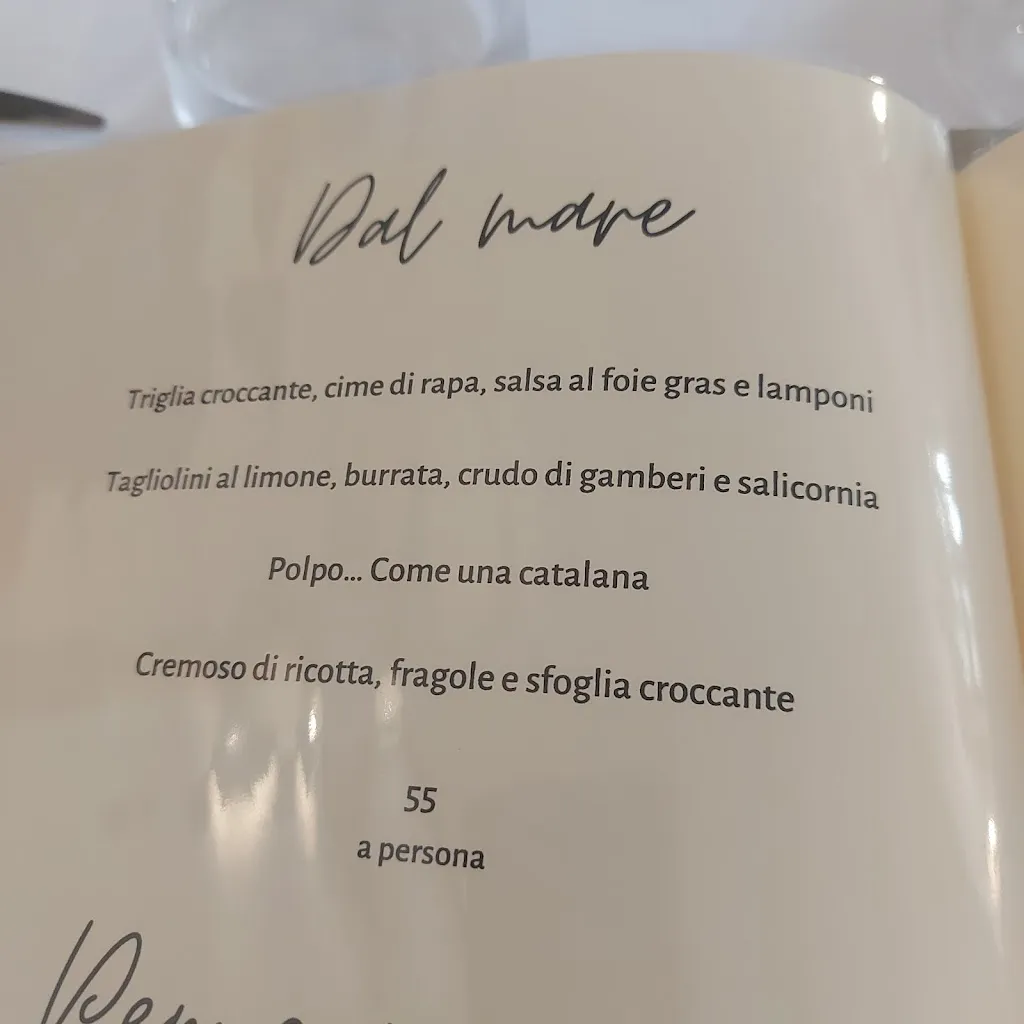 Dal mare
Triglia croccante, cime di rapa, salsa al foie gras e lamponi
Tagliolini al limone, burrata, crudo di gamberi e salicornia
Polpo... Come una catalana
Cremoso di ricotta, fragole e sfoglia croccante
55
a persona